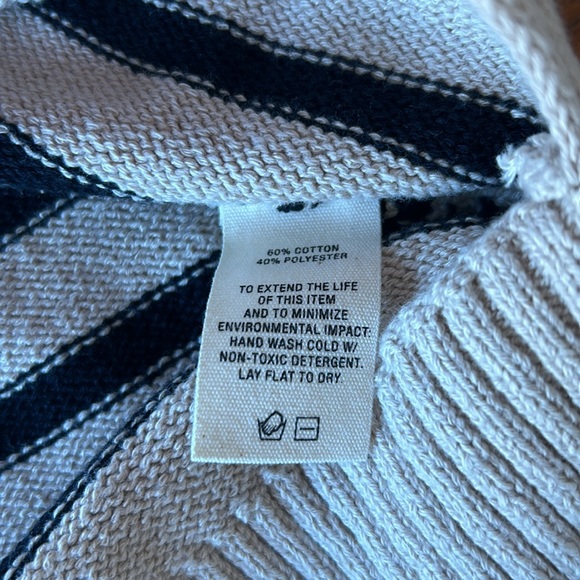 60% COTTON
40% POLYESTER
TO EXTEND THE LIFE
OF THIS ITEM
AND TO MINIMIZE
ENVIRONMENTAL IMPACT:
HAND WASH COLD W/
NON-TOXIC DETERGENT.
LAY FLAT TO DRY